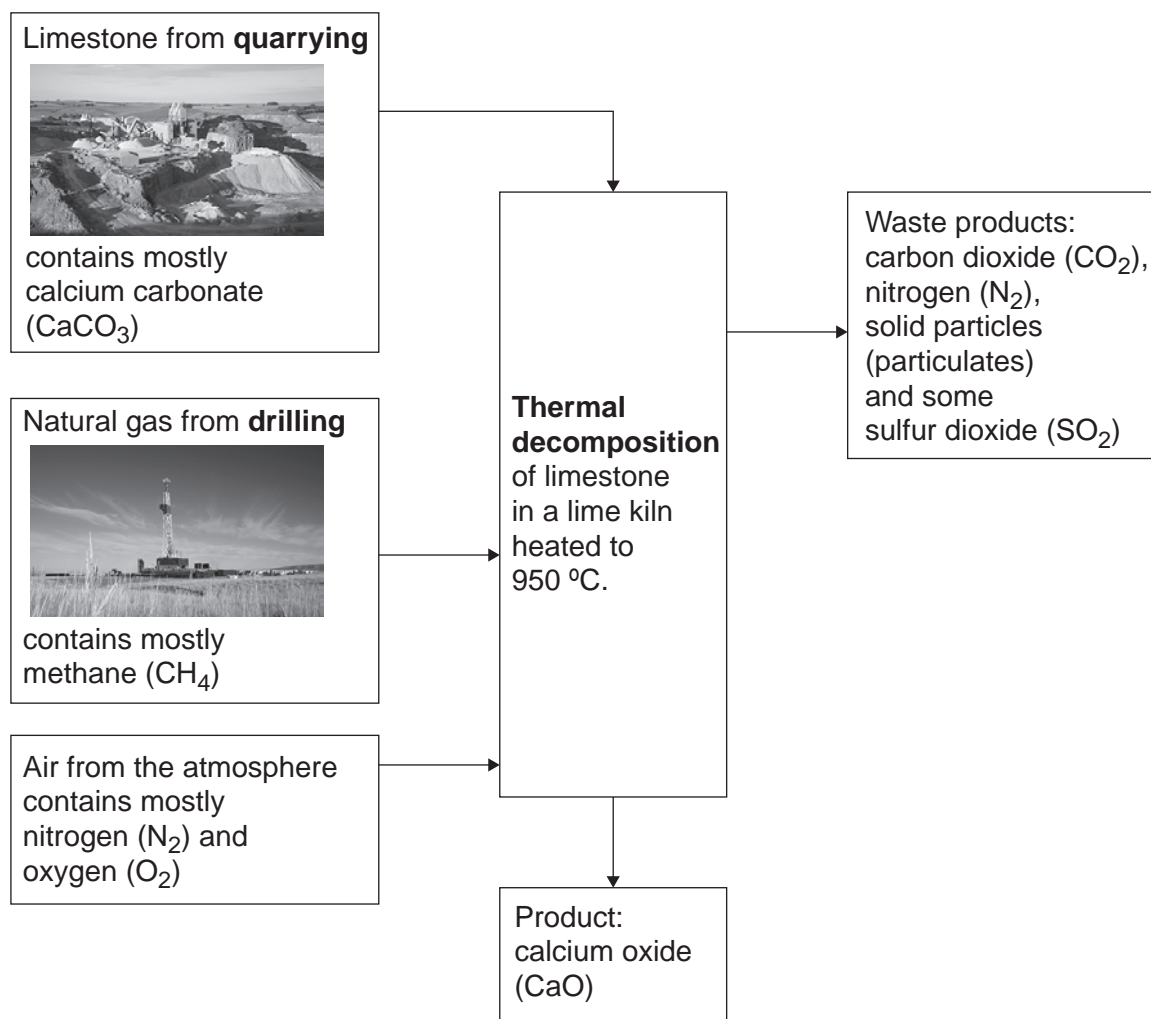 Limestone from quarrying
contains mostly
calcium carbonate
(CaCO₃)
Natural gas from drilling
contains mostly
methane (CH₄)
Air from the atmosphere
contains mostly
nitrogen (N₂) and
oxygen (O₂)
Thermal
decomposition
of limestone
in a lime kiln
heated to
950 ºC.
Waste products:
carbon dioxide (CO₂),
nitrogen (N₂),
solid particles
(particulates)
and some
sulfur dioxide (SO₂)
Product:
calcium oxide
(CaO)